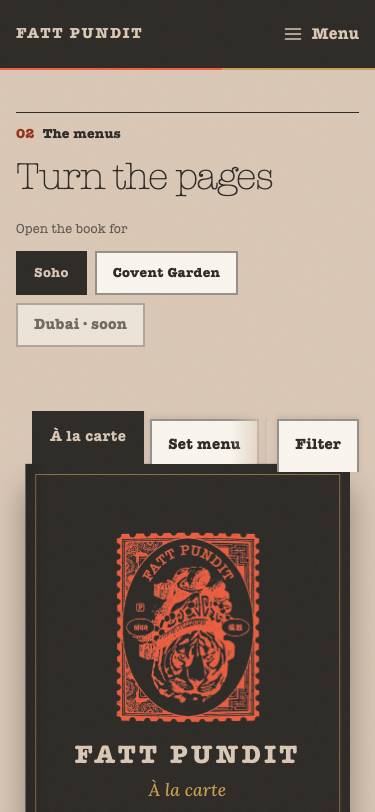 FATT PUNDIT
Menu
02 The menus
Turn the pages
Open the book for
Soho
Covent Garden
Dubai · soon
À la carte
Set menu
Filter
FATT PUNDIT
FATT PUNDIT
À la carte